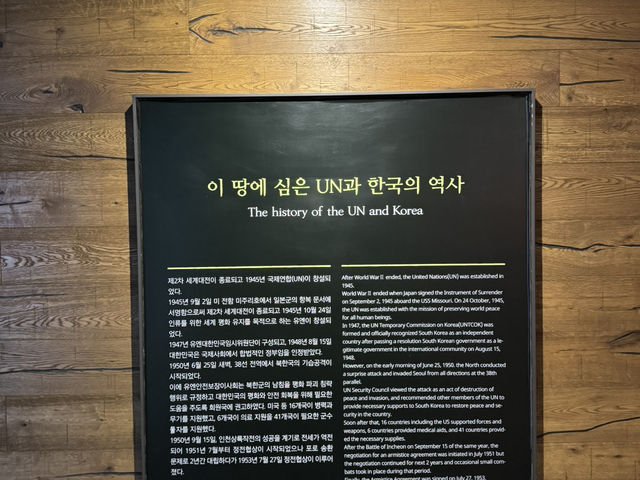 이 땅에 심은 UN과 한국의 역사
The history of the UN and Korea
제2차 세계대전이 종료되고 1945년 국제연합(UN)이 창설되
었다.
1945년 9월 2일 미 전함 미주리호에서 일본군의 항복 문서에
서명함으로써 제2차 세계대전이 종료되고 1945년 10월 24일
인류를 위한 세계 평화 유지를 목적으로 하는 유엔이 창설되
었다.
1947년 유엔대한민국임시위원단이 구성되고, 1948년 8월 15일
대한민국은 국제사회에서 합법적인 정부임을 인정받았다.
1950년 6월 25일 새벽, 38선 전역에서 북한국의 기습공격이
시작되었다.
이에 유엔안전보장이사회는 북한군의 남침을 평화 파괴 침략
행위로 규정하고 대한민국의 평화와 안전 회복을 위해 필요한
도움을 주도록 회원국에 권고하였다. 미국 등 16개국이 병력과
무기를 지원했고, 6개국이 의료 지원을 41개국이 필요한 군수
물자를 지원했다.
1950년 9월 15일, 인천상륙작전의 성공을 계기로 전세가 역전
되어 1951년 7월부터 정전협상이 시작되었으나 포로 송환
문제로 2년간 대립하다가 1953년 7월 27일 정전협상이 이루어
졌다.
After World War II ended, the United Nations(UN) was established in
1945.
World War II ended when Japan signed the Instrument of Surrender
on September 2, 1945 aboard the USS Missouri. On 24 October, 1945,
the UN was established with the mission of preserving world peace
for all human beings.
In 1947, the UN Temporary Commission on Korea(UNTCOK) was
formed and officially recognized South Korea as an independent
country after passing a resolution South Korean government as a le-
gitimate government in the international community on August 15,
1948.
However, on the early morning of June 25, 1950, the North conducted
a surprise attack and invaded Seoul from all directions at the 38th
parallel.
UN Security Council viewed the attack as an act of destruction of
peace and invasion, and recommended other members of the UN to
provide necessary supports to South Korea to restore peace and se-
curity in the country.
Soon after that, 16 countries including the US supported forces and
weapons, 6 countries provided medical aids, and 41 countries provid-
ed the necessary supplies.
After the Battle of Incheon on September 15 of the same year, the
negotiation for an armistice was initiated in July 1951 but
the negotiation continued for next 2 years and occasional small com-
bats took in place during that period.
Finally, the Armistice Agreement was signed on July 27, 1953.